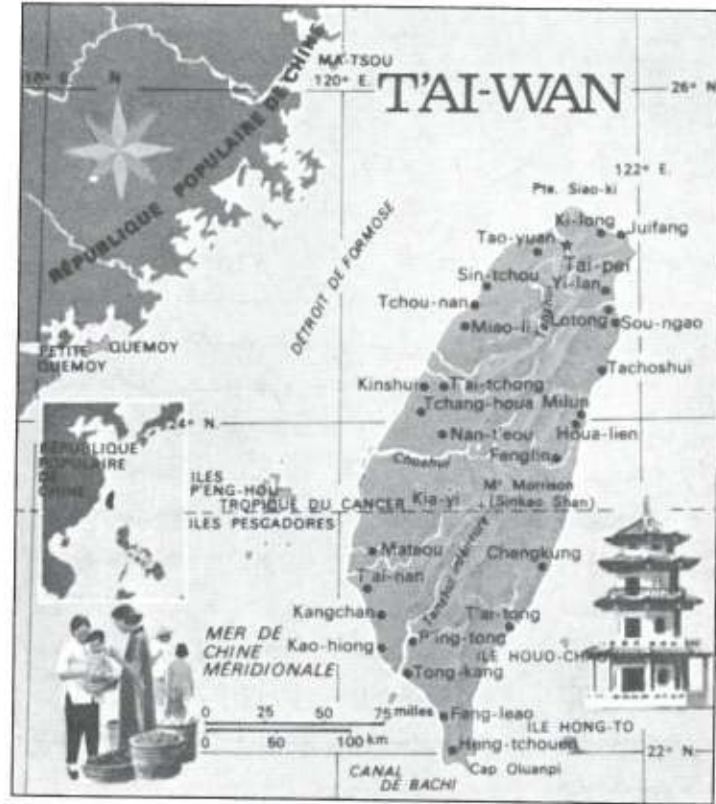 MA-TSOU
120° E.
N
T'AI-WAN
26° N
RÉPUBLIQUE POPULAIRE DE CHINE
122° E.
Pte. Siao-ki
Ki-long
Juifang
Tao-yuan
Tai-pei
DÉTROIT DE FORMOSE
Sin-tchou
Yi-lan
Tchou-nan
Lotong
Sou-ngao
Miao-li
PETITE QUEMOY
QUEMOY
Tachoshui
Kinshui
T'ai-tchong
Tchang-houa
Milun
24° N.
Houa-lien
Nan-t'eou
Choshui
Fenglin
RÉPUBLIQUE
POPULAIRE
DE
CHINE
ILES
P'ENG-HOU
Kia-yi
Mt Morrison
(Sinkao Shan)
TROPIQUE DU CANCER
ILES PESCADORES
Mateou
Chengkung
T'ai-nan
Kangchan
T'ai-tong
MER DE
CHINE
MÉRIDIONALE
Kao-hiong
P'ing-tong
Tong-kang
0 25 50 75 milles
0 50 100 km
Fang-leao
ILE HONG-TO
Heng-tchouen
22° N.
CANAL
DE BACHI
Cap Oluanpi